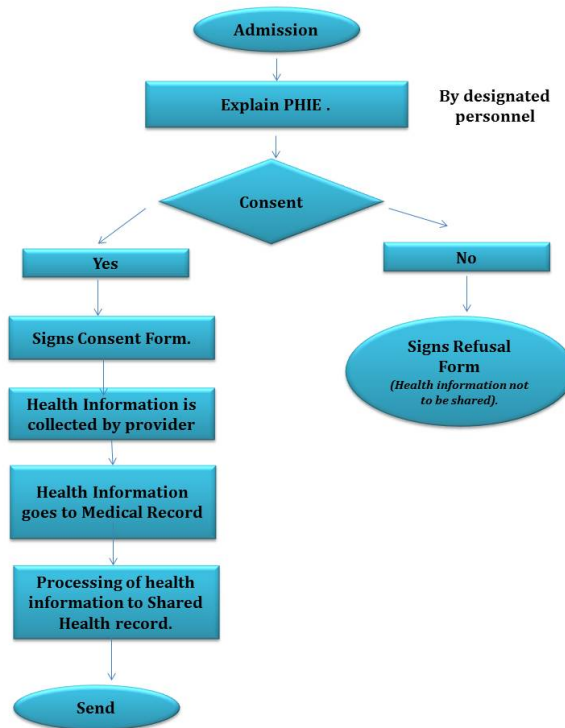 Admission
Explain PHIE .
By designated
personnel
Consent
Yes
No
Signs Consent Form.
Signs Refusal
Form
(Health information not
to be shared).
Health Information is
collected by provider
Health Information
goes to Medical Record
Processing of health
information to Shared
Health record.
Send